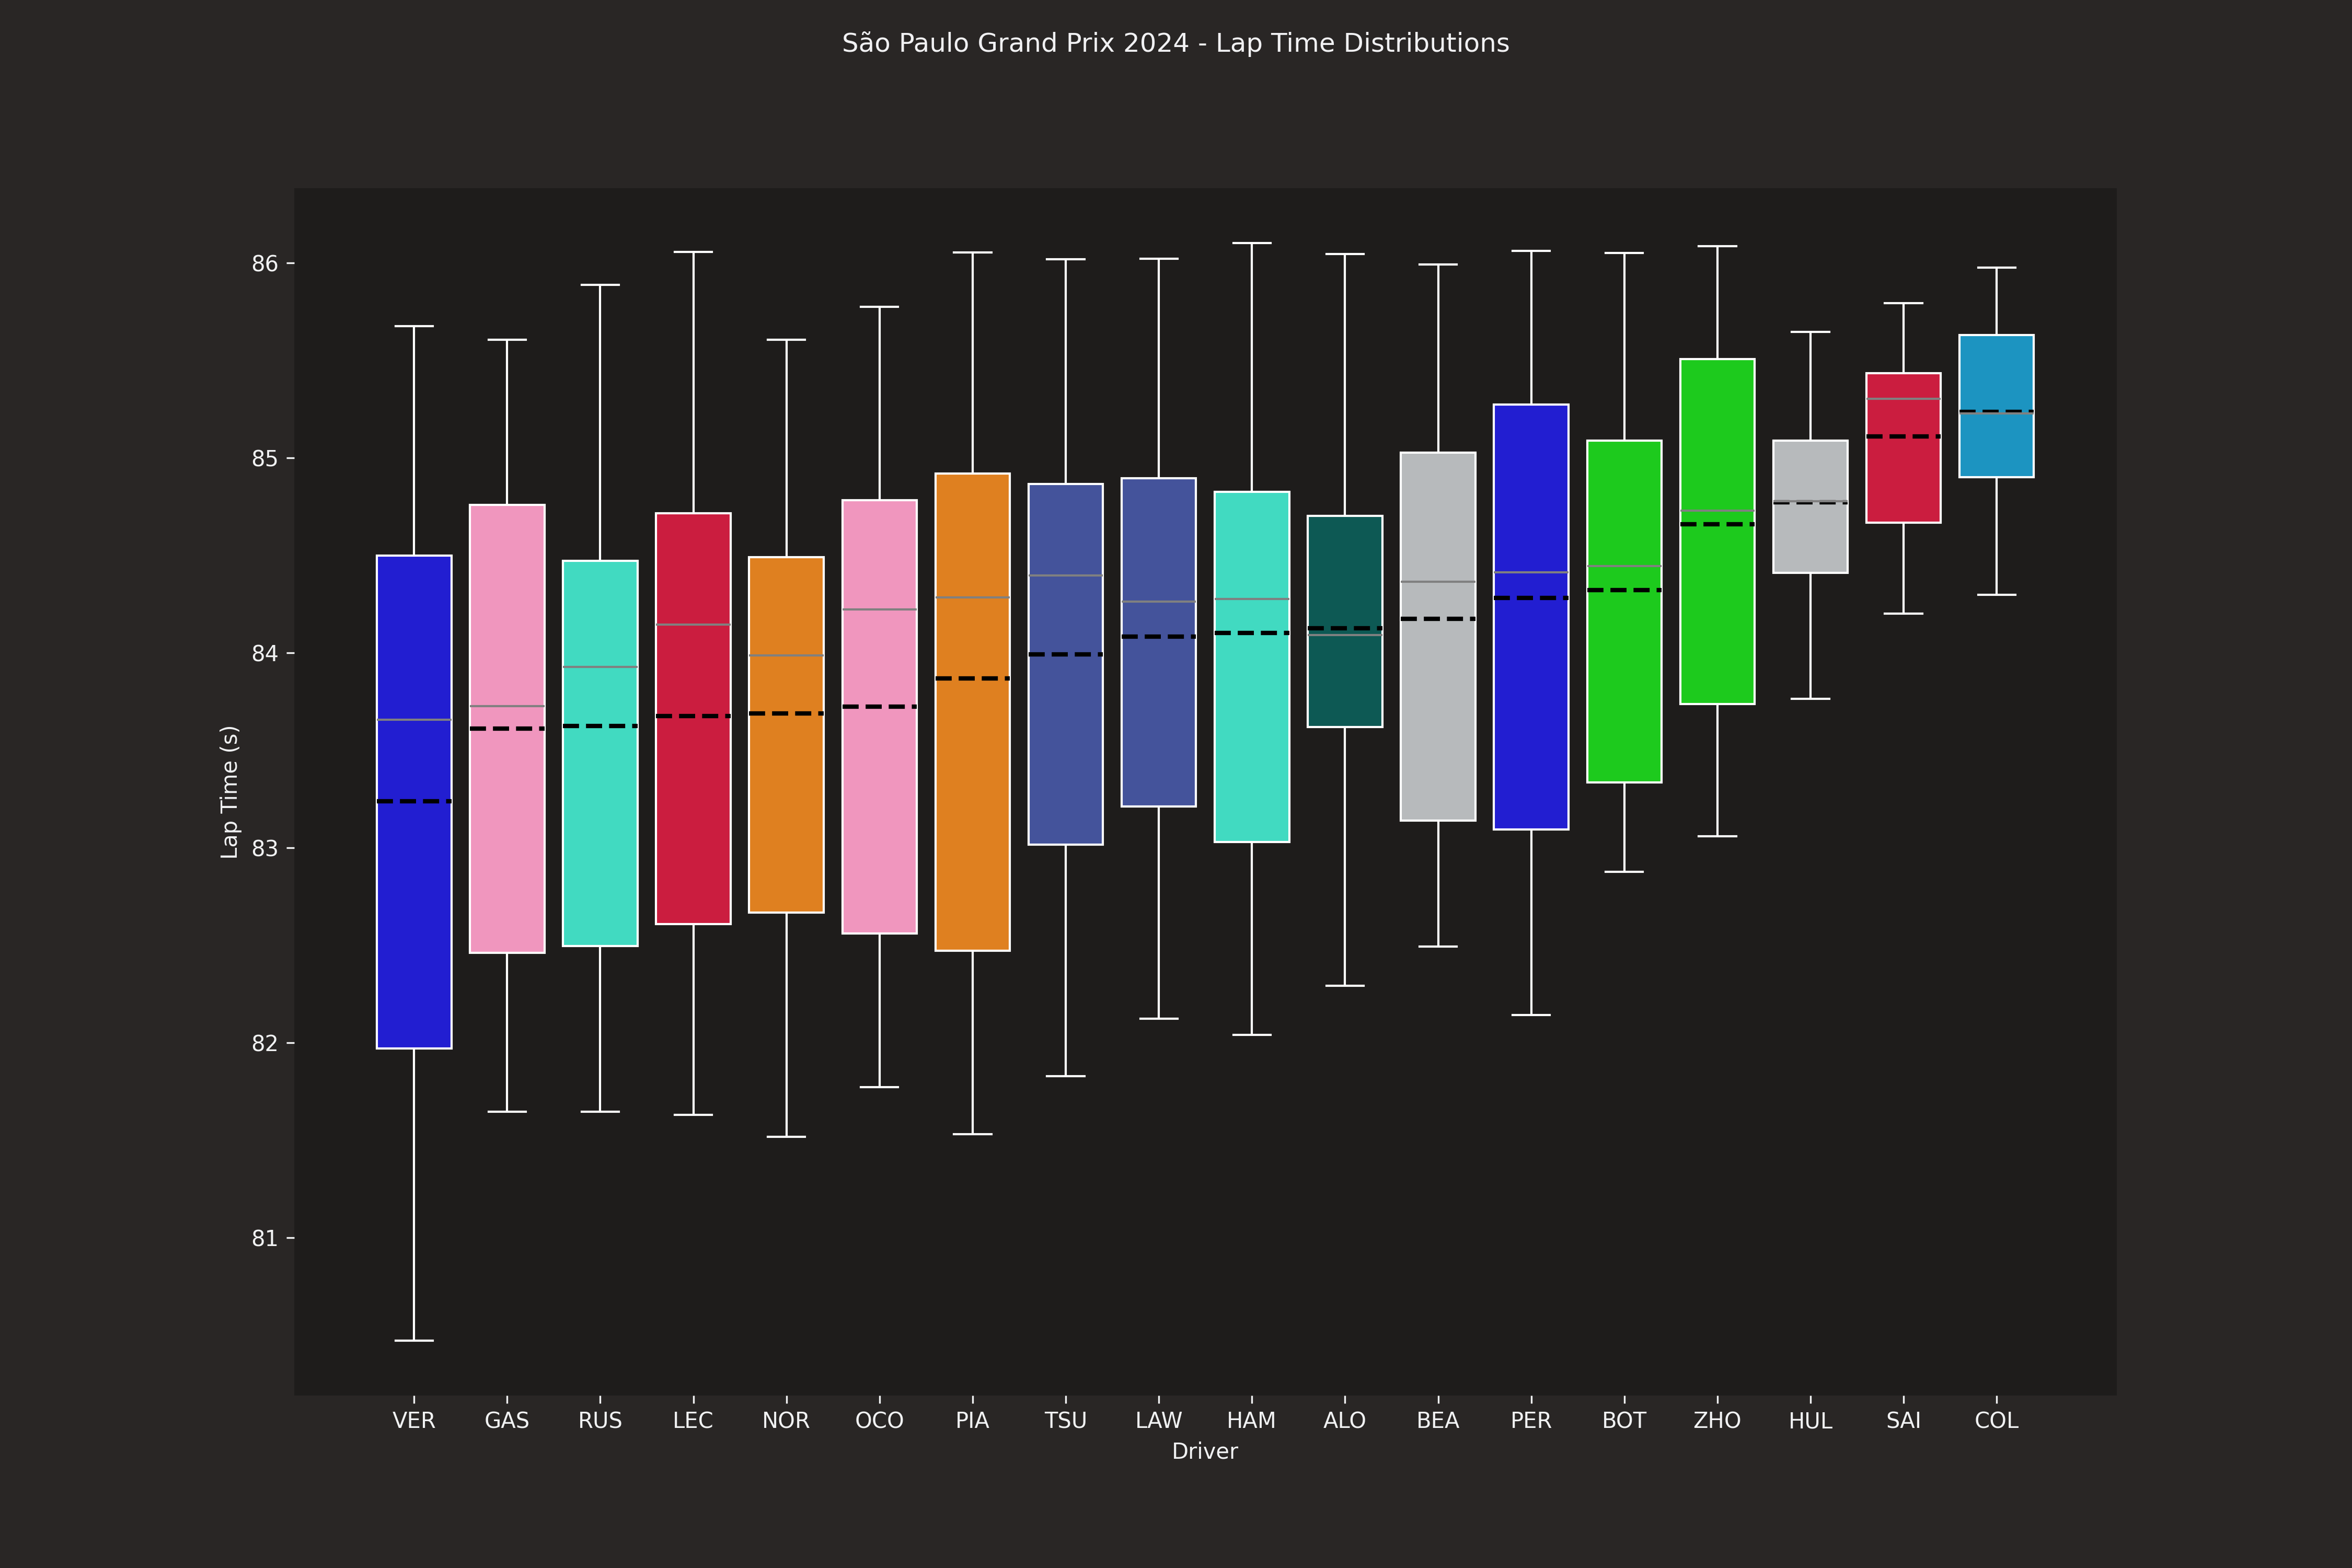 São Paulo Grand Prix 2024 - Lap Time Distributions
86
85
84
83
82
81
Lap Time (s)
VER GAS RUS LEC NOR OCO PIA TSU LAW HAM ALO BEA PER BOT ZHO HUL SAI COL
Driver